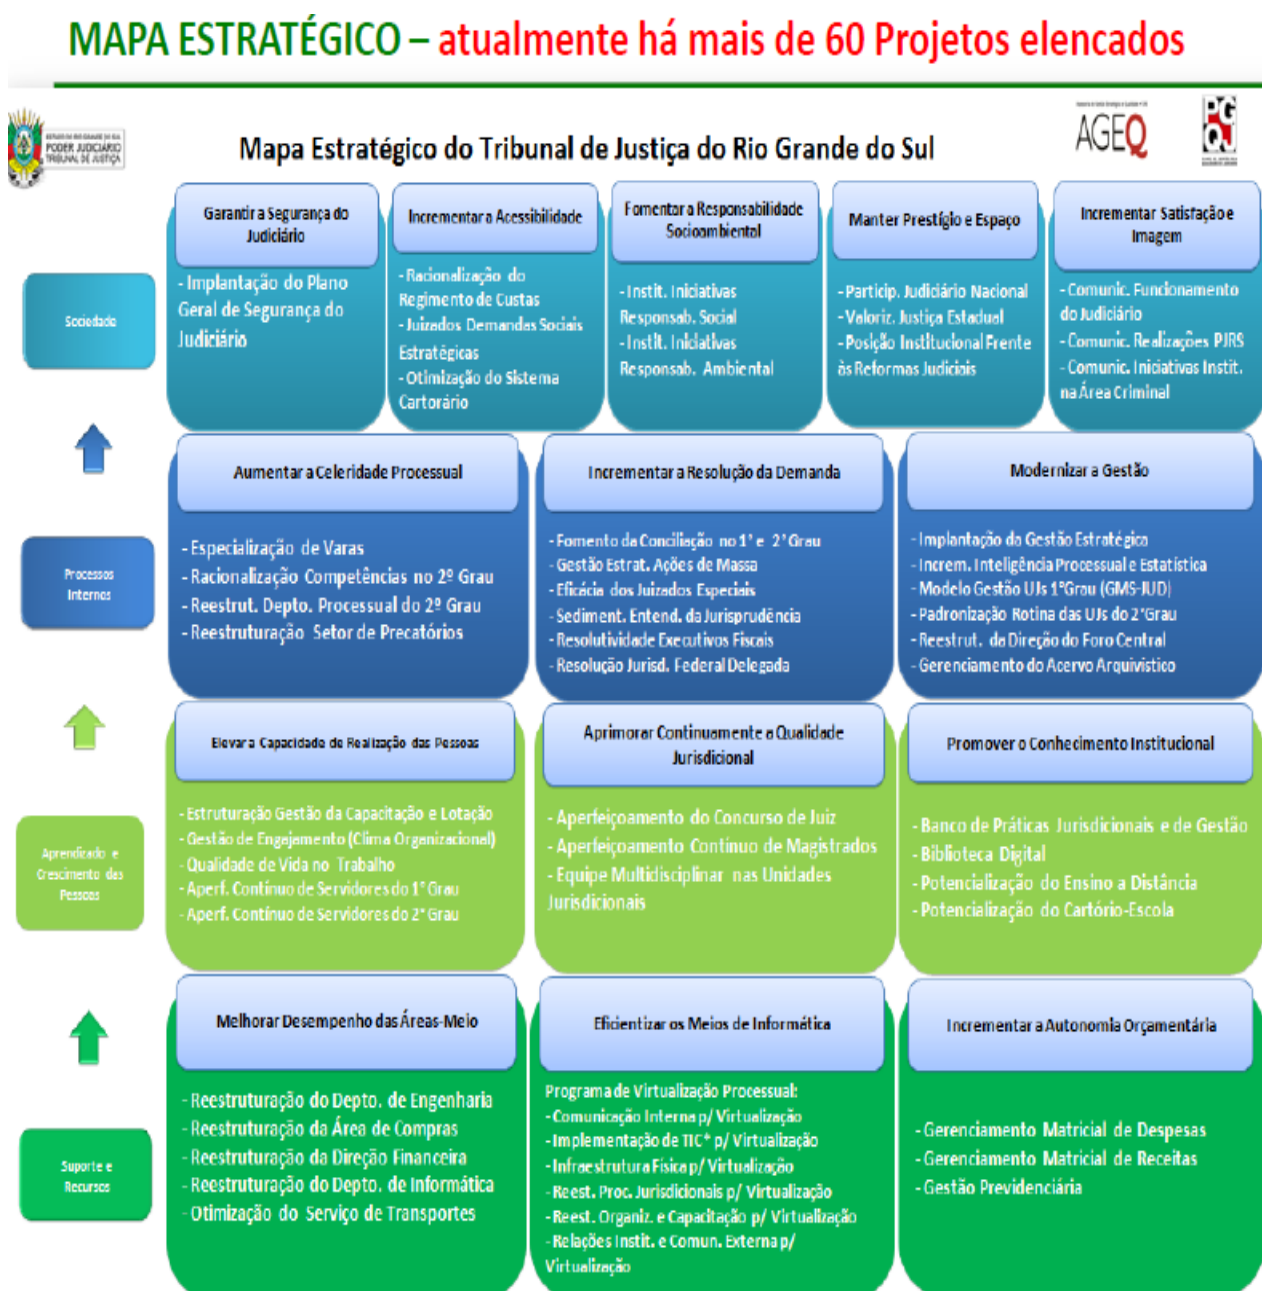 MAPA ESTRATÉGICO – atualmente há mais de 60 Projetos elencados
ESTADO DO RIO GRANDE DO SUL
PODER JUDICIÁRIO
TRIBUNAL DE JUSTIÇA
Mapa Estratégico do Tribunal de Justiça do Rio Grande do Sul
AGEQ
PGQJ
Sociedade
Garantir a Segurança do
Judiciário
- Implantação do Plano
Geral de Segurança do
Judiciário
Incrementar a Acessibilidade
- Racionalização do
Regimento de Custas
- Juizados Demandas Sociais
Estratégicas
- Otimização do Sistema
Cartorário
Fomentar a Responsabilidade
Socioambiental
- Instit. Iniciativas
Responsab. Social
- Instit. Iniciativas
Responsab. Ambiental
Manter Prestígio e Espaço
- Particip. Judiciário Nacional
- Valoriz. Justiça Estadual
- Posição Institucional Frente
às Reformas Judiciais
Incrementar Satisfação e
Imagem
- Comunic. Funcionamento
do Judiciário
- Comunic. Realizações PJRS
- Comunic. Iniciativas Instit.
na Área Criminal
Processos
Internos
Aumentar a Celeridade Processual
- Especialização de Varas
- Racionalização Competências no 2º Grau
- Reestrut. Depto. Processual do 2º Grau
- Reestruturação Setor de Precatórios
Incrementar a Resolução da Demanda
- Fomento da Conciliação no 1° e 2° Grau
- Gestão Estrat. Ações de Massa
- Eficácia dos Juizados Especiais
- Sediment. Entend. da Jurisprudência
- Resolutividade Executivos Fiscais
- Resolução Jurisd. Federal Delegada
Modernizar a Gestão
- Implantação da Gestão Estratégica
- Increm. Inteligência Processual e Estatística
- Modelo Gestão UJs 1°Grau (GMS-JUD)
- Padronização Rotina das UJs do 2°Grau
- Reestrut. da Direção do Foro Central
- Gerenciamento do Acervo Arquivístico
Aprendizado e
Crescimento das
Pessoas
Elevar a Capacidade de Realização das Pessoas
- Estruturação Gestão da Capacitação e Lotação
- Gestão de Engajamento (Clima Organizacional)
- Qualidade de Vida no Trabalho
- Aperf. Contínuo de Servidores do 1° Grau
- Aperf. Contínuo de Servidores do 2° Grau
Aprimorar Continuamente a Qualidade
Jurisdicional
- Aperfeiçoamento do Concurso de Juiz
- Aperfeiçoamento Contínuo de Magistrados
- Equipe Multidisciplinar nas Unidades
Jurisdicionais
Promover o Conhecimento Institucional
- Banco de Práticas Jurisdicionais e de Gestão
- Biblioteca Digital
- Potencialização do Ensino a Distância
- Potencialização do Cartório-Escola
Suporte e
Recursos
Melhorar Desempenho das Áreas-Meio
- Reestruturação do Depto. de Engenharia
- Reestruturação da Área de Compras
- Reestruturação da Direção Financeira
- Reestruturação do Depto. de Informática
- Otimização do Serviço de Transportes
Eficientizar os Meios de Informática
Programa de Virtualização Processual:
- Comunicação Interna p/ Virtualização
- Implementação de TIC* p/ Virtualização
- Infraestrutura Física p/ Virtualização
- Reest. Proc. Jurisdicionais p/ Virtualização
- Reest. Organiz. e Capacitação p/ Virtualização
- Relações Instit. e Comun. Externa p/
Virtualização
Incrementar a Autonomia Orçamentária
- Gerenciamento Matricial de Despesas
- Gerenciamento Matricial de Receitas
- Gestão Previdenciária